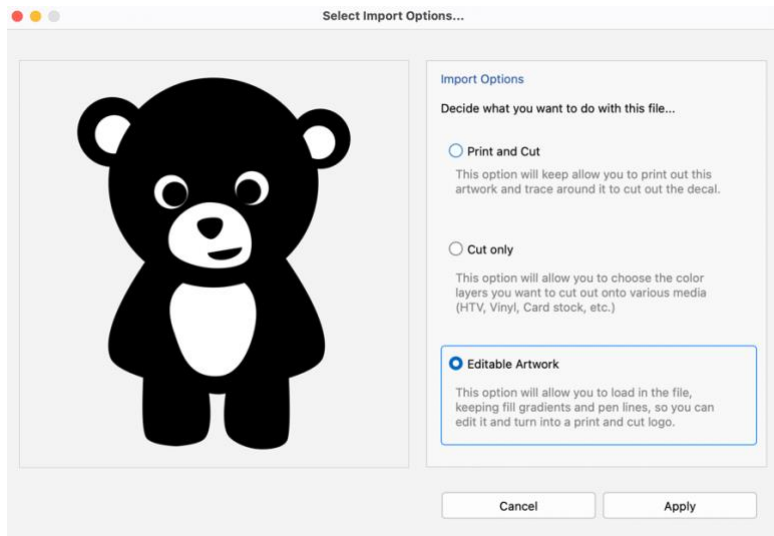 Select Import Options...
Import Options
Decide what you want to do with this file...
Print and Cut
This option will keep allow you to print out this
artwork and trace around it to cut out the decal.
Cut only
This option will allow you to choose the color
layers you want to cut out onto various media
(HTV, Vinyl, Card stock, etc.)
Editable Artwork
This option will allow you to load in the file,
keeping fill gradients and pen lines, so you can
edit it and turn into a print and cut logo.
Cancel
Apply